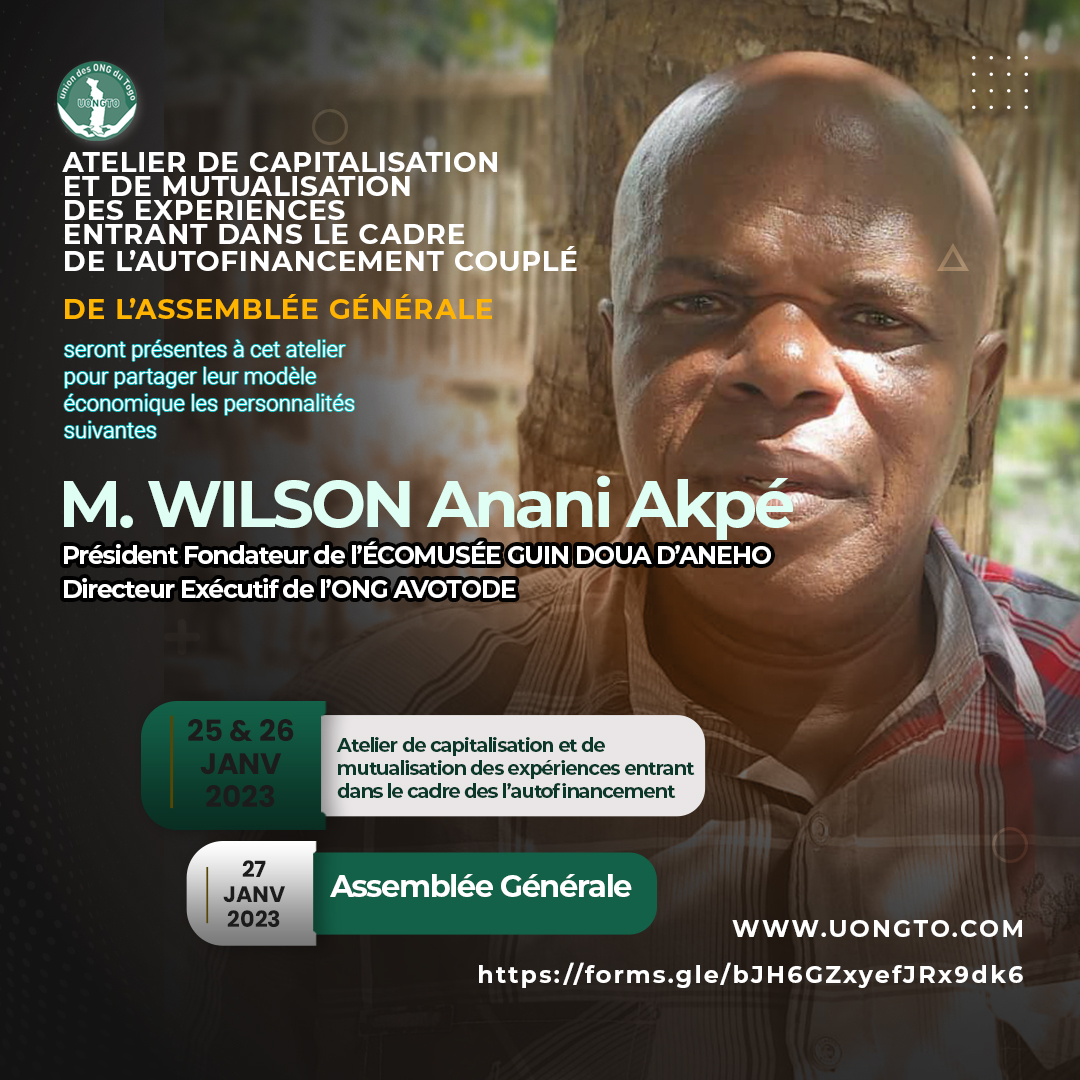 union des ONG du Togo
UONGTO
ATELIER DE CAPITALISATION
ET DE MUTUALISATION
DES EXPERIENCES
ENTRANT DANS LE CADRE
DE L’AUTOFINANCEMENT COUPLÉ
DE L’ASSEMBLÉE GÉNÉRALE
seront présentes à cet atelier
pour partager leur modèle
économique les personnalités
suivantes
M. WILSON Anani Akpé
Président Fondateur de l’ÉCOMUSÉE GUIN DOUA D’ANEHO
Directeur Exécutif de l’ONG AVOTODE
25 & 26
JANV
2023
Atelier de capitalisation et de
mutualisation des expériences entrant
dans le cadre des l’autofinancement
27
JANV
2023
Assemblée Générale
WWW.UONGTO.COM
https://forms.gle/bJH6GZxyefJRx9dk6